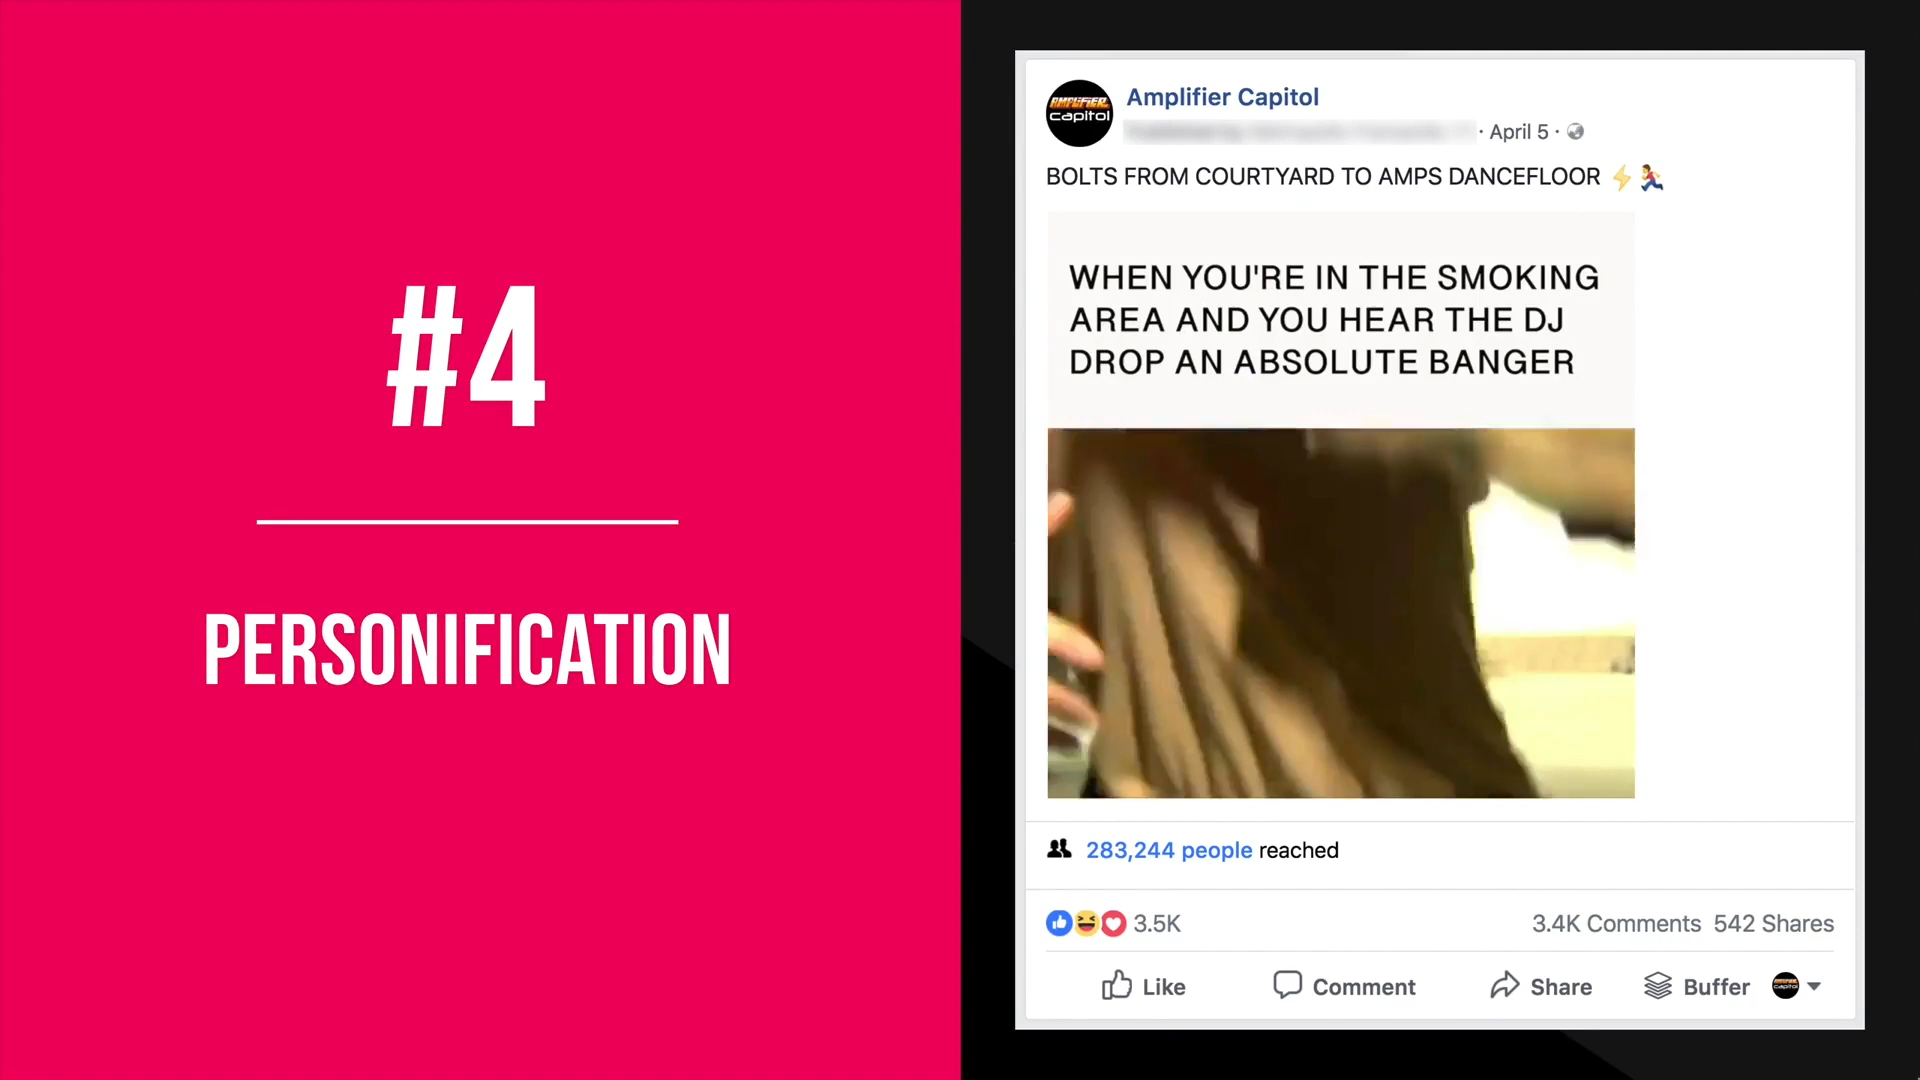 #4
PERSONIFICATION
AMPLIFIER
capitol
Amplifier Capitol
· April 5 ·
BOLTS FROM COURTYARD TO AMPS DANCEFLOOR ⚡🏃
WHEN YOU'RE IN THE SMOKING
AREA AND YOU HEAR THE DJ
DROP AN ABSOLUTE BANGER
283,244 people reached
3.5K
3.4K Comments 542 Shares
Like
Comment
Share
Buffer